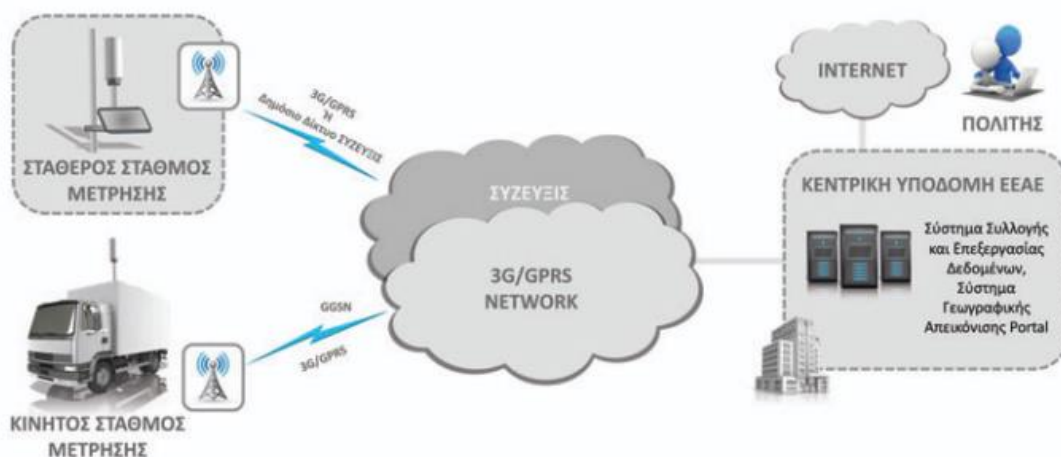 3G/GPRS
Ή
Δημόσιο Δίκτυο ΣΥΖΕΥΞΙΣ
ΣΤΑΘΕΡΟΣ ΣΤΑΘΜΟΣ
ΜΕΤΡΗΣΗΣ
GGSN
3G/GPRS
ΚΙΝΗΤΟΣ ΣΤΑΘΜΟΣ
ΜΕΤΡΗΣΗΣ
ΣΥΖΕΥΞΙΣ
3G/GPRS
NETWORK
INTERNET
ΠΟΛΙΤΗΣ
ΚΕΝΤΡΙΚΗ ΥΠΟΔΟΜΗ ΕΕΑΕ
Σύστημα Συλλογής
και Επεξεργασίας
Δεδομένων,
Σύστημα
Γεωγραφικής
Απεικόνισης Portal